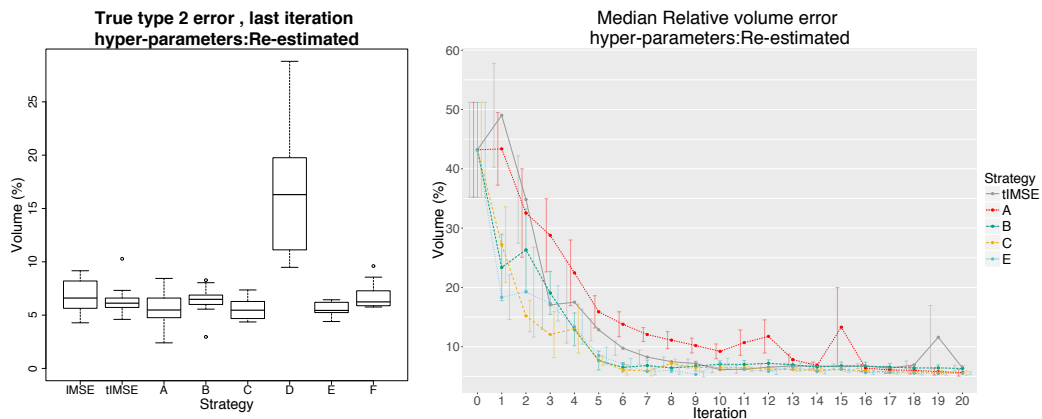 True type 2 error , last iteration
hyper-parameters:Re-estimated
Volume (%)
25
20
15
10
5
0
IMSE tIMSE A B C D E F
Strategy
Median Relative volume error
hyper-parameters:Re-estimated
Volume (%)
60
50
40
30
20
10
0 1 2 3 4 5 6 7 8 9 10 11 12 13 14 15 16 17 18 19 20
Iteration
Strategy
tIMSE
A
B
C
E